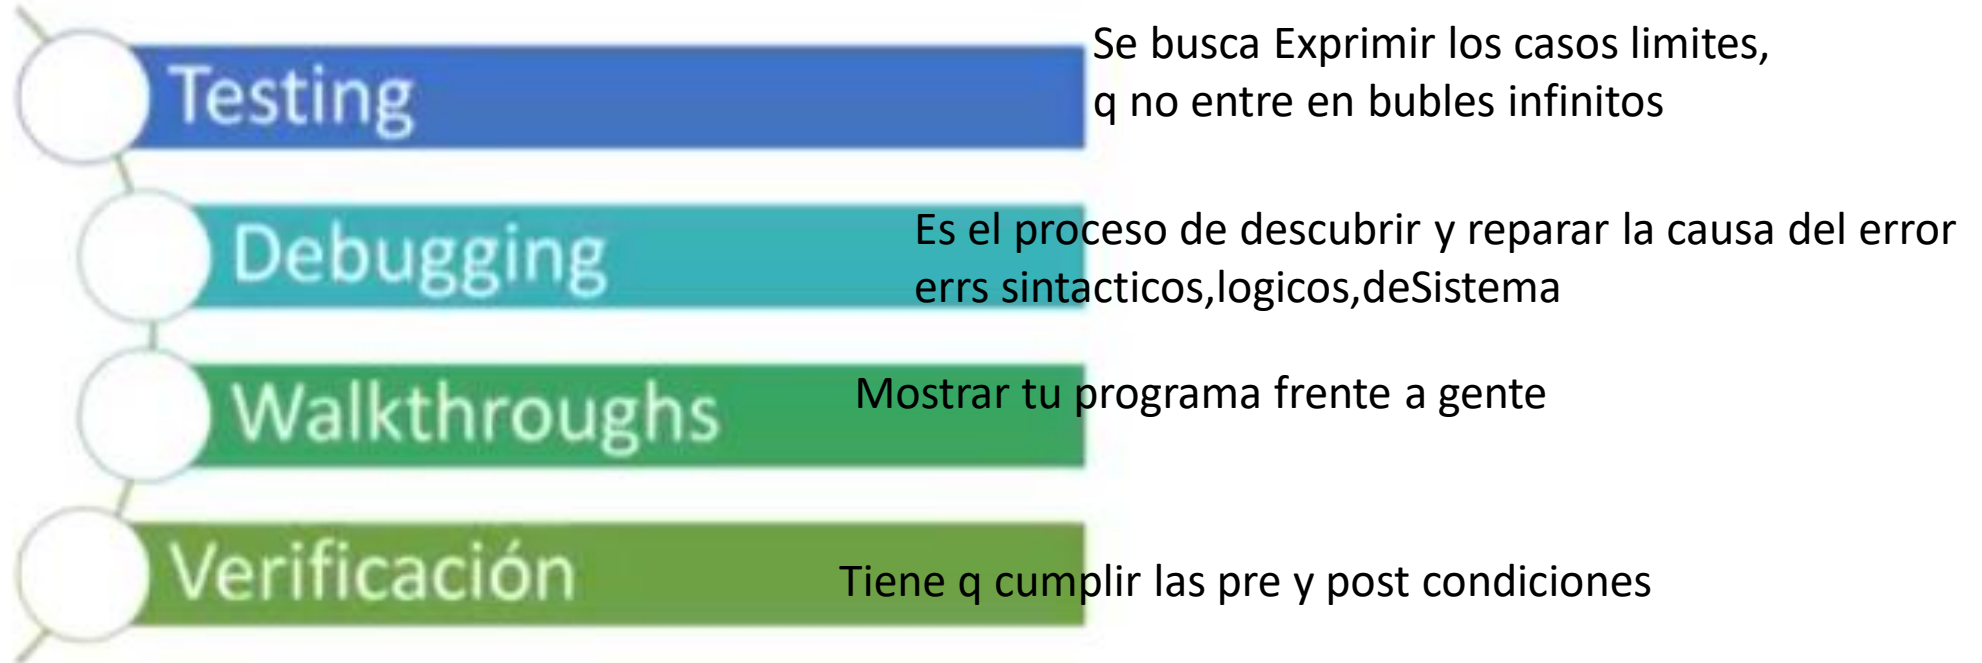 Testing
Se busca Exprimir los casos limites,
q no entre en bubles infinitos
Debugging
Es el proceso de descubrir y reparar la causa del error
errs sintacticos,logicos,deSistema
Walkthroughs
Mostrar tu programa frente a gente
Verificación
Tiene q cumplir las pre y post condiciones